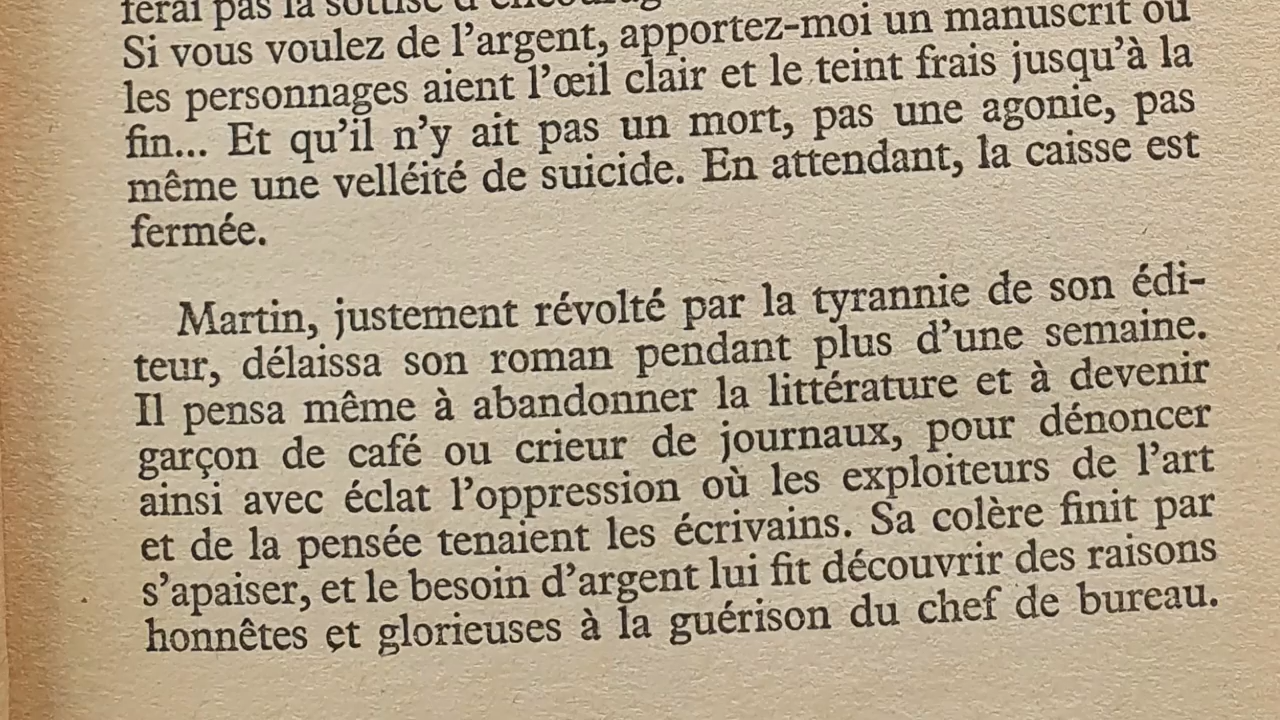 ferai pas la sottise d'encourag
Si vous voulez de l'argent, apportez-moi un manuscrit où
les personnages aient l'œil clair et le teint frais jusqu'à la
fin... Et qu'il n'y ait pas un mort, pas une agonie, pas
même une velléité de suicide. En attendant, la caisse est
fermée.
Martin, justement révolté par la tyrannie de son édi-
teur, délaissa son roman pendant plus d'une semaine.
Il pensa même à abandonner la littérature et à devenir
garçon de café ou crieur de journaux, pour dénoncer
ainsi avec éclat l'oppression où les exploiteurs de l'art
et de la pensée tenaient les écrivains. Sa colère finit par
s'apaiser, et le besoin d'argent lui fit découvrir des raisons
honnêtes et glorieuses à la guérison du chef de bureau.